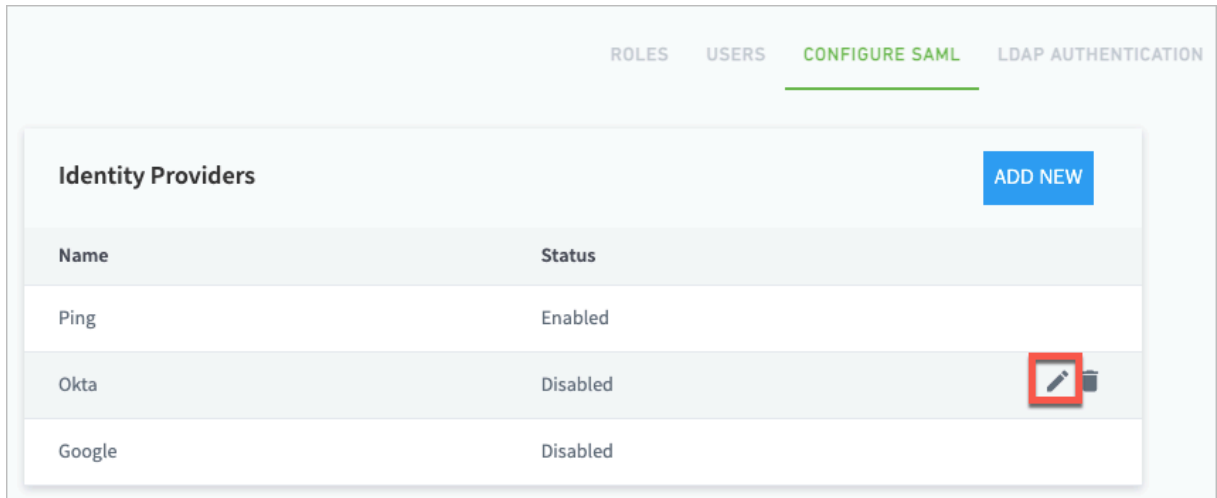 ROLES USERS CONFIGURE SAML LDAP AUTHENTICATION
Identity Providers ADD NEW
Name Status
Ping Enabled
Okta Disabled
Google Disabled